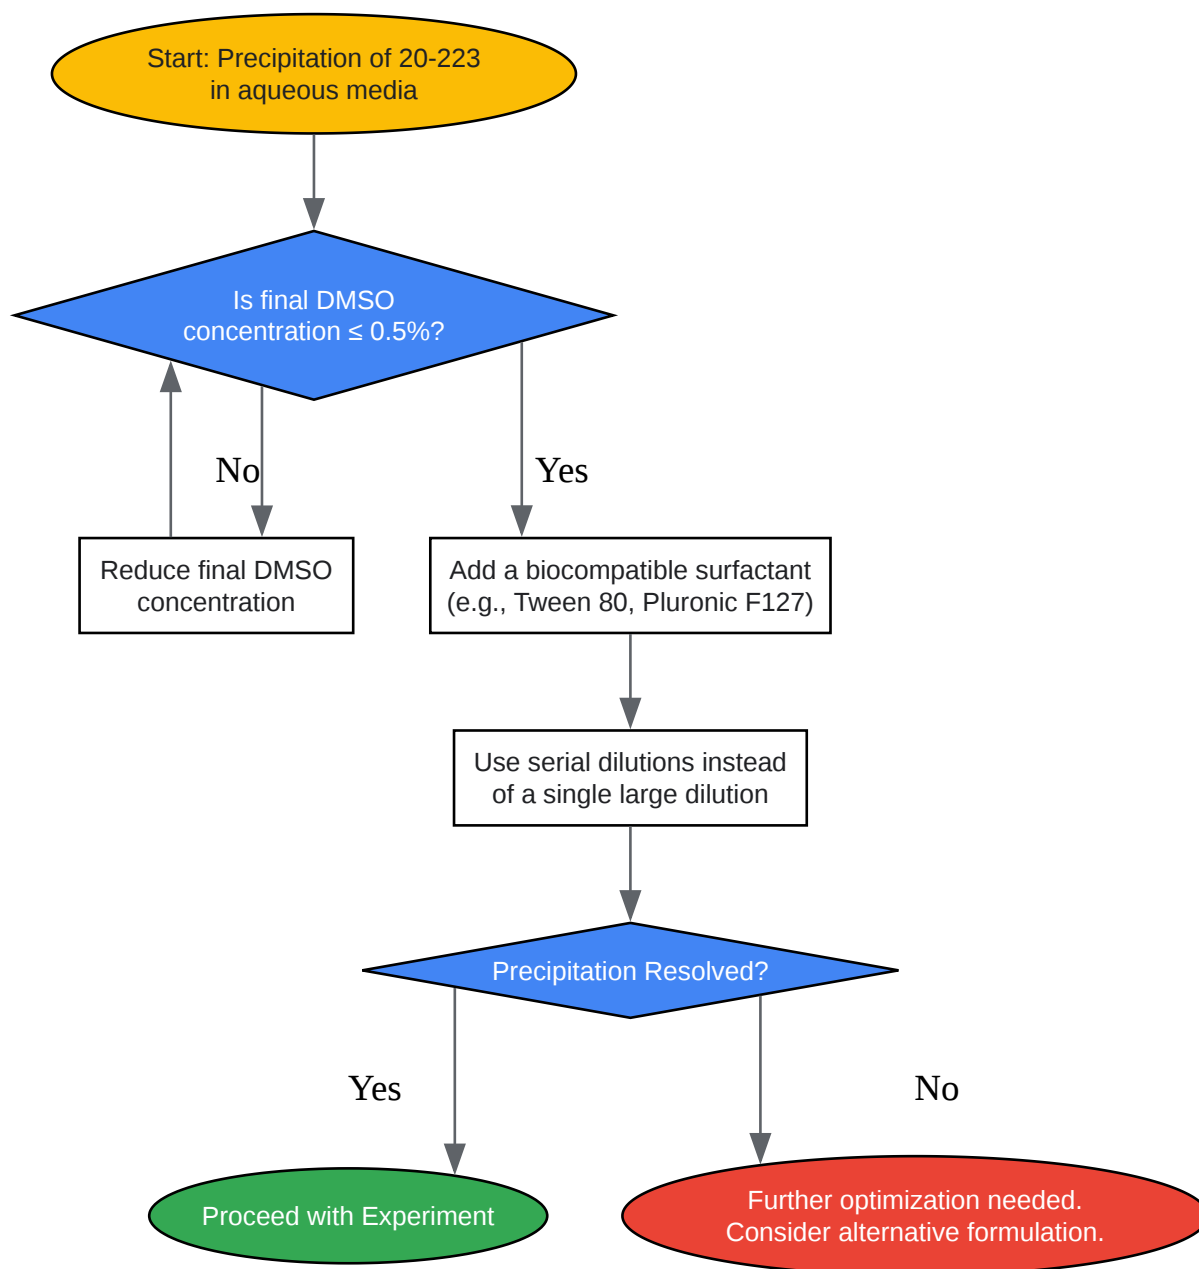 Start: Precipitation of 20-223
in aqueous media
Is final DMSO
concentration ≤ 0.5%?
No
Yes
Reduce final DMSO
concentration
Add a biocompatible surfactant
(e.g., Tween 80, Pluronic F127)
Use serial dilutions instead
of a single large dilution
Precipitation Resolved?
Yes
No
Proceed with Experiment
Further optimization needed.
Consider alternative formulation.